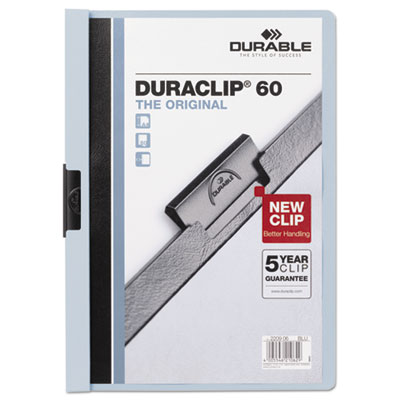 DURABLE
THE STYLE OF SUCCESS
DURACLIP® 60
THE ORIGINAL
DURABLE
NEW
CLIP
Better Handling
5 YEAR
CLIP
GUARANTEE
www.durable.com
BLU